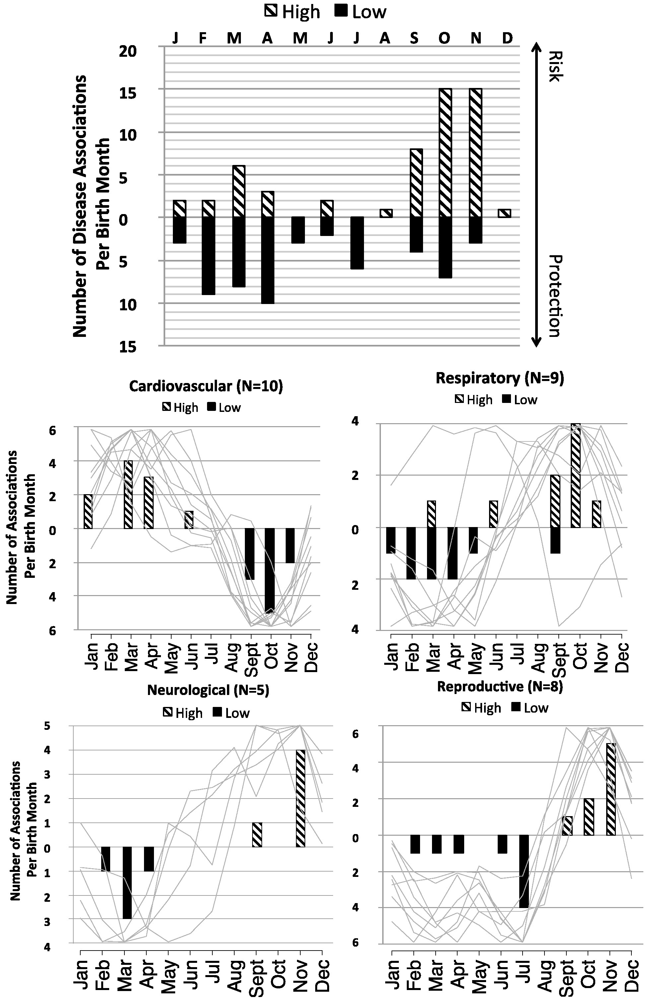 High Low
J F M A M J J A S O N D
20
15
10
5
0
5
10
15
Number of Disease Associations
Per Birth Month
Risk
Protection
Cardiovascular (N=10)
High Low
6
4
2
0
2
4
6
Number of Associations
Per Birth Month
Jan Feb Mar Apr May Jun Jul Aug Sept Oct Nov Dec
Respiratory (N=9)
High Low
4
2
0
2
4
Jan Feb Mar Apr May Jun Jul Aug Sept Oct Nov Dec
Neurological (N=5)
High Low
5
4
3
2
1
0
1
2
3
4
Number of Associations
Per Birth Month
Jan Feb Mar Apr May Jun Jul Aug Sept Oct Nov Dec
Reproductive (N=8)
High Low
6
4
2
0
2
4
6
Jan Feb Mar Apr May Jun Jul Aug Sept Oct Nov Dec